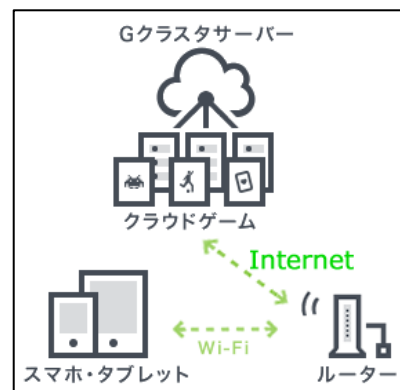 Gクラスタサーバー
クラウドゲーム
Internet
Wi-Fi
スマホ・タブレット
ルーター